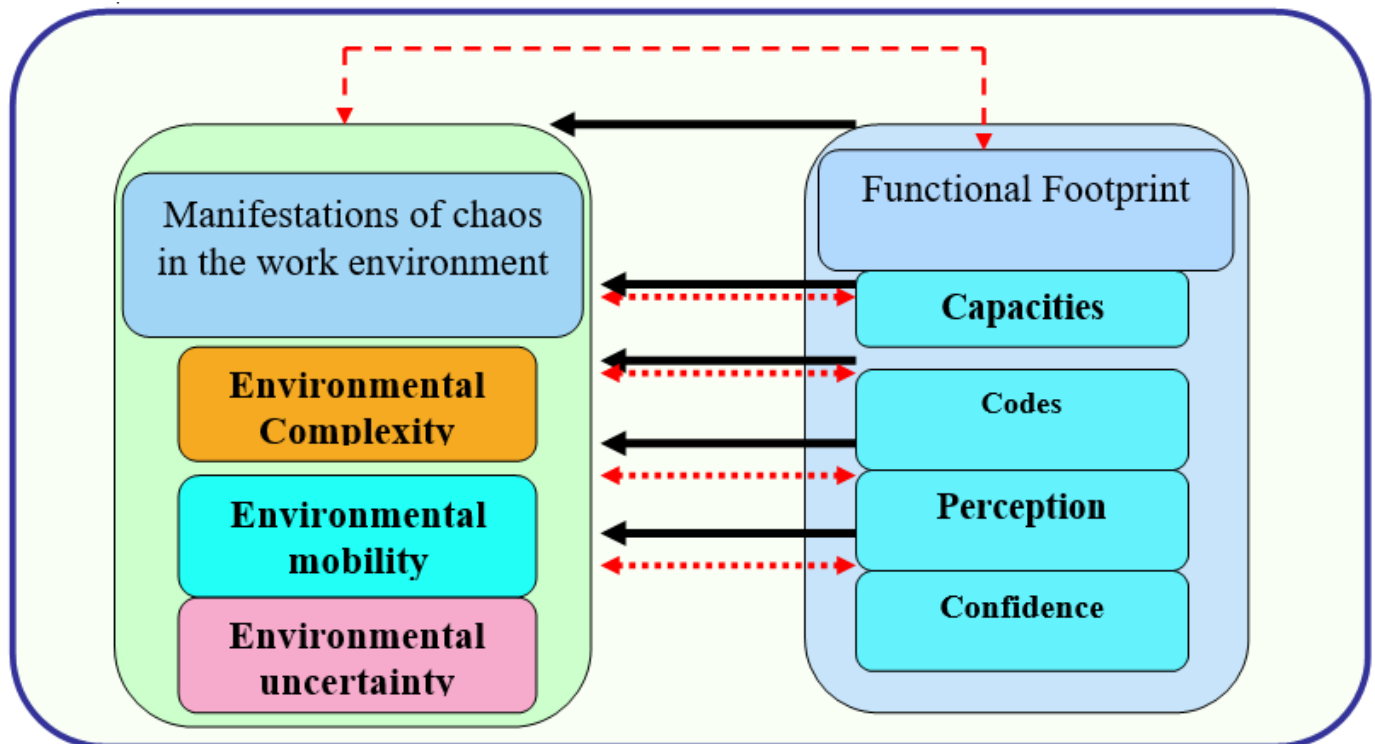 Manifestations of chaos
in the work environment
Environmental
Complexity
Environmental
mobility
Environmental
uncertainty
Functional Footprint
Capacities
Codes
Perception
Confidence